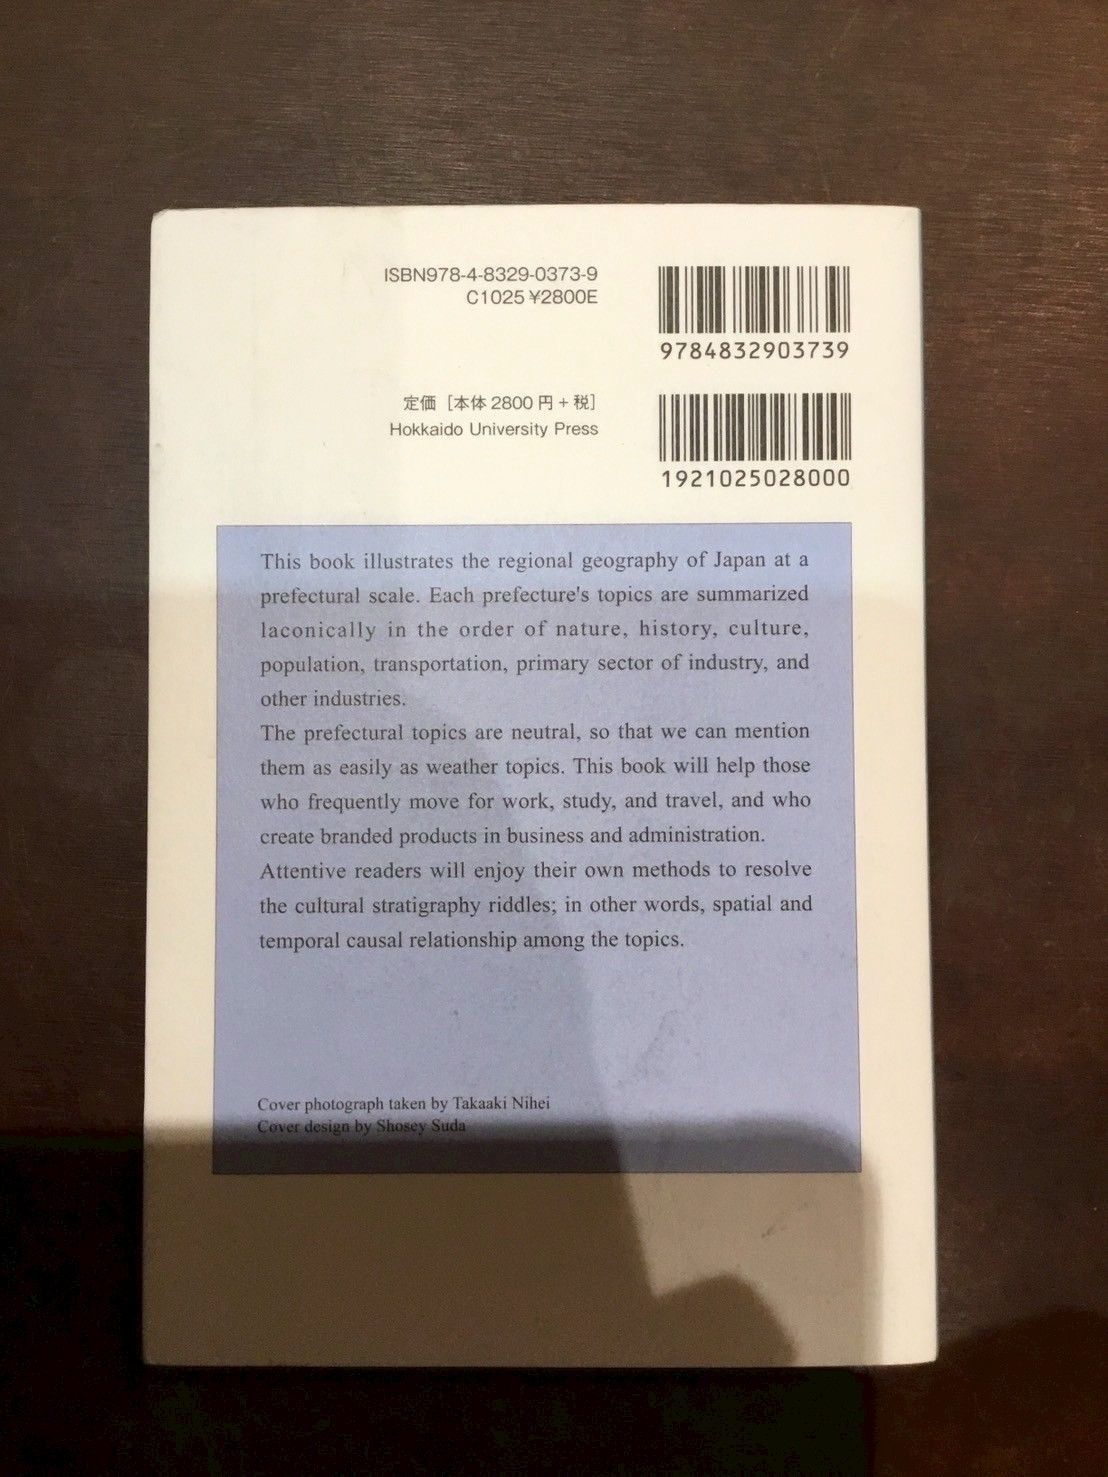 ISBN978-4-8329-0373-9
C1025 ¥2800E
9784832903739
定価 [本体 2800 円 + 税]
Hokkaido University Press
1921025028000
This book illustrates the regional geography of Japan at a
prefectural scale. Each prefecture's topics are summarized
laconically in the order of nature, history, culture,
population, transportation, primary sector of industry, and
other industries.
The prefectural topics are neutral, so that we can mention
them as easily as weather topics. This book will help those
who frequently move for work, study, and travel, and who
create branded products in business and administration.
Attentive readers will enjoy their own methods to resolve
the cultural stratigraphy riddles; in other words, spatial and
temporal causal relationship among the topics.
Cover photograph taken by Takaaki Nihei
Cover design by Shosey Suda